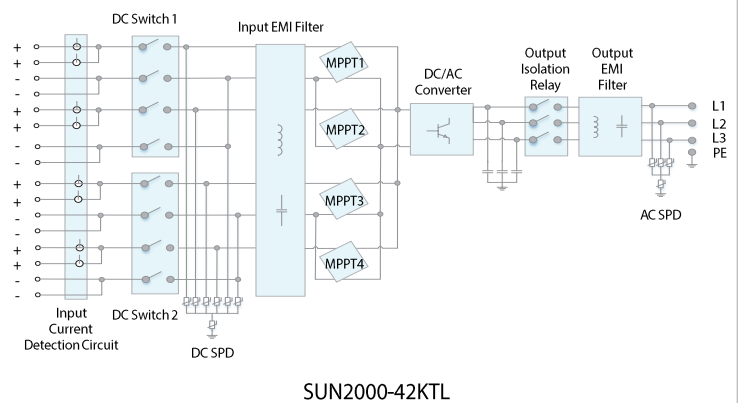 DC Switch 1
Input EMI Filter
+
+
-
-
+
+
-
-
+
+
-
-
+
+
-
-
MPPT1
MPPT2
MPPT3
MPPT4
DC/AC
Converter
Output
Isolation
Relay
Output
EMI
Filter
L1
L2
L3
PE
AC SPD
Input
Current
Detection Circuit
DC Switch 2
DC SPD
SUN2000-42KTL